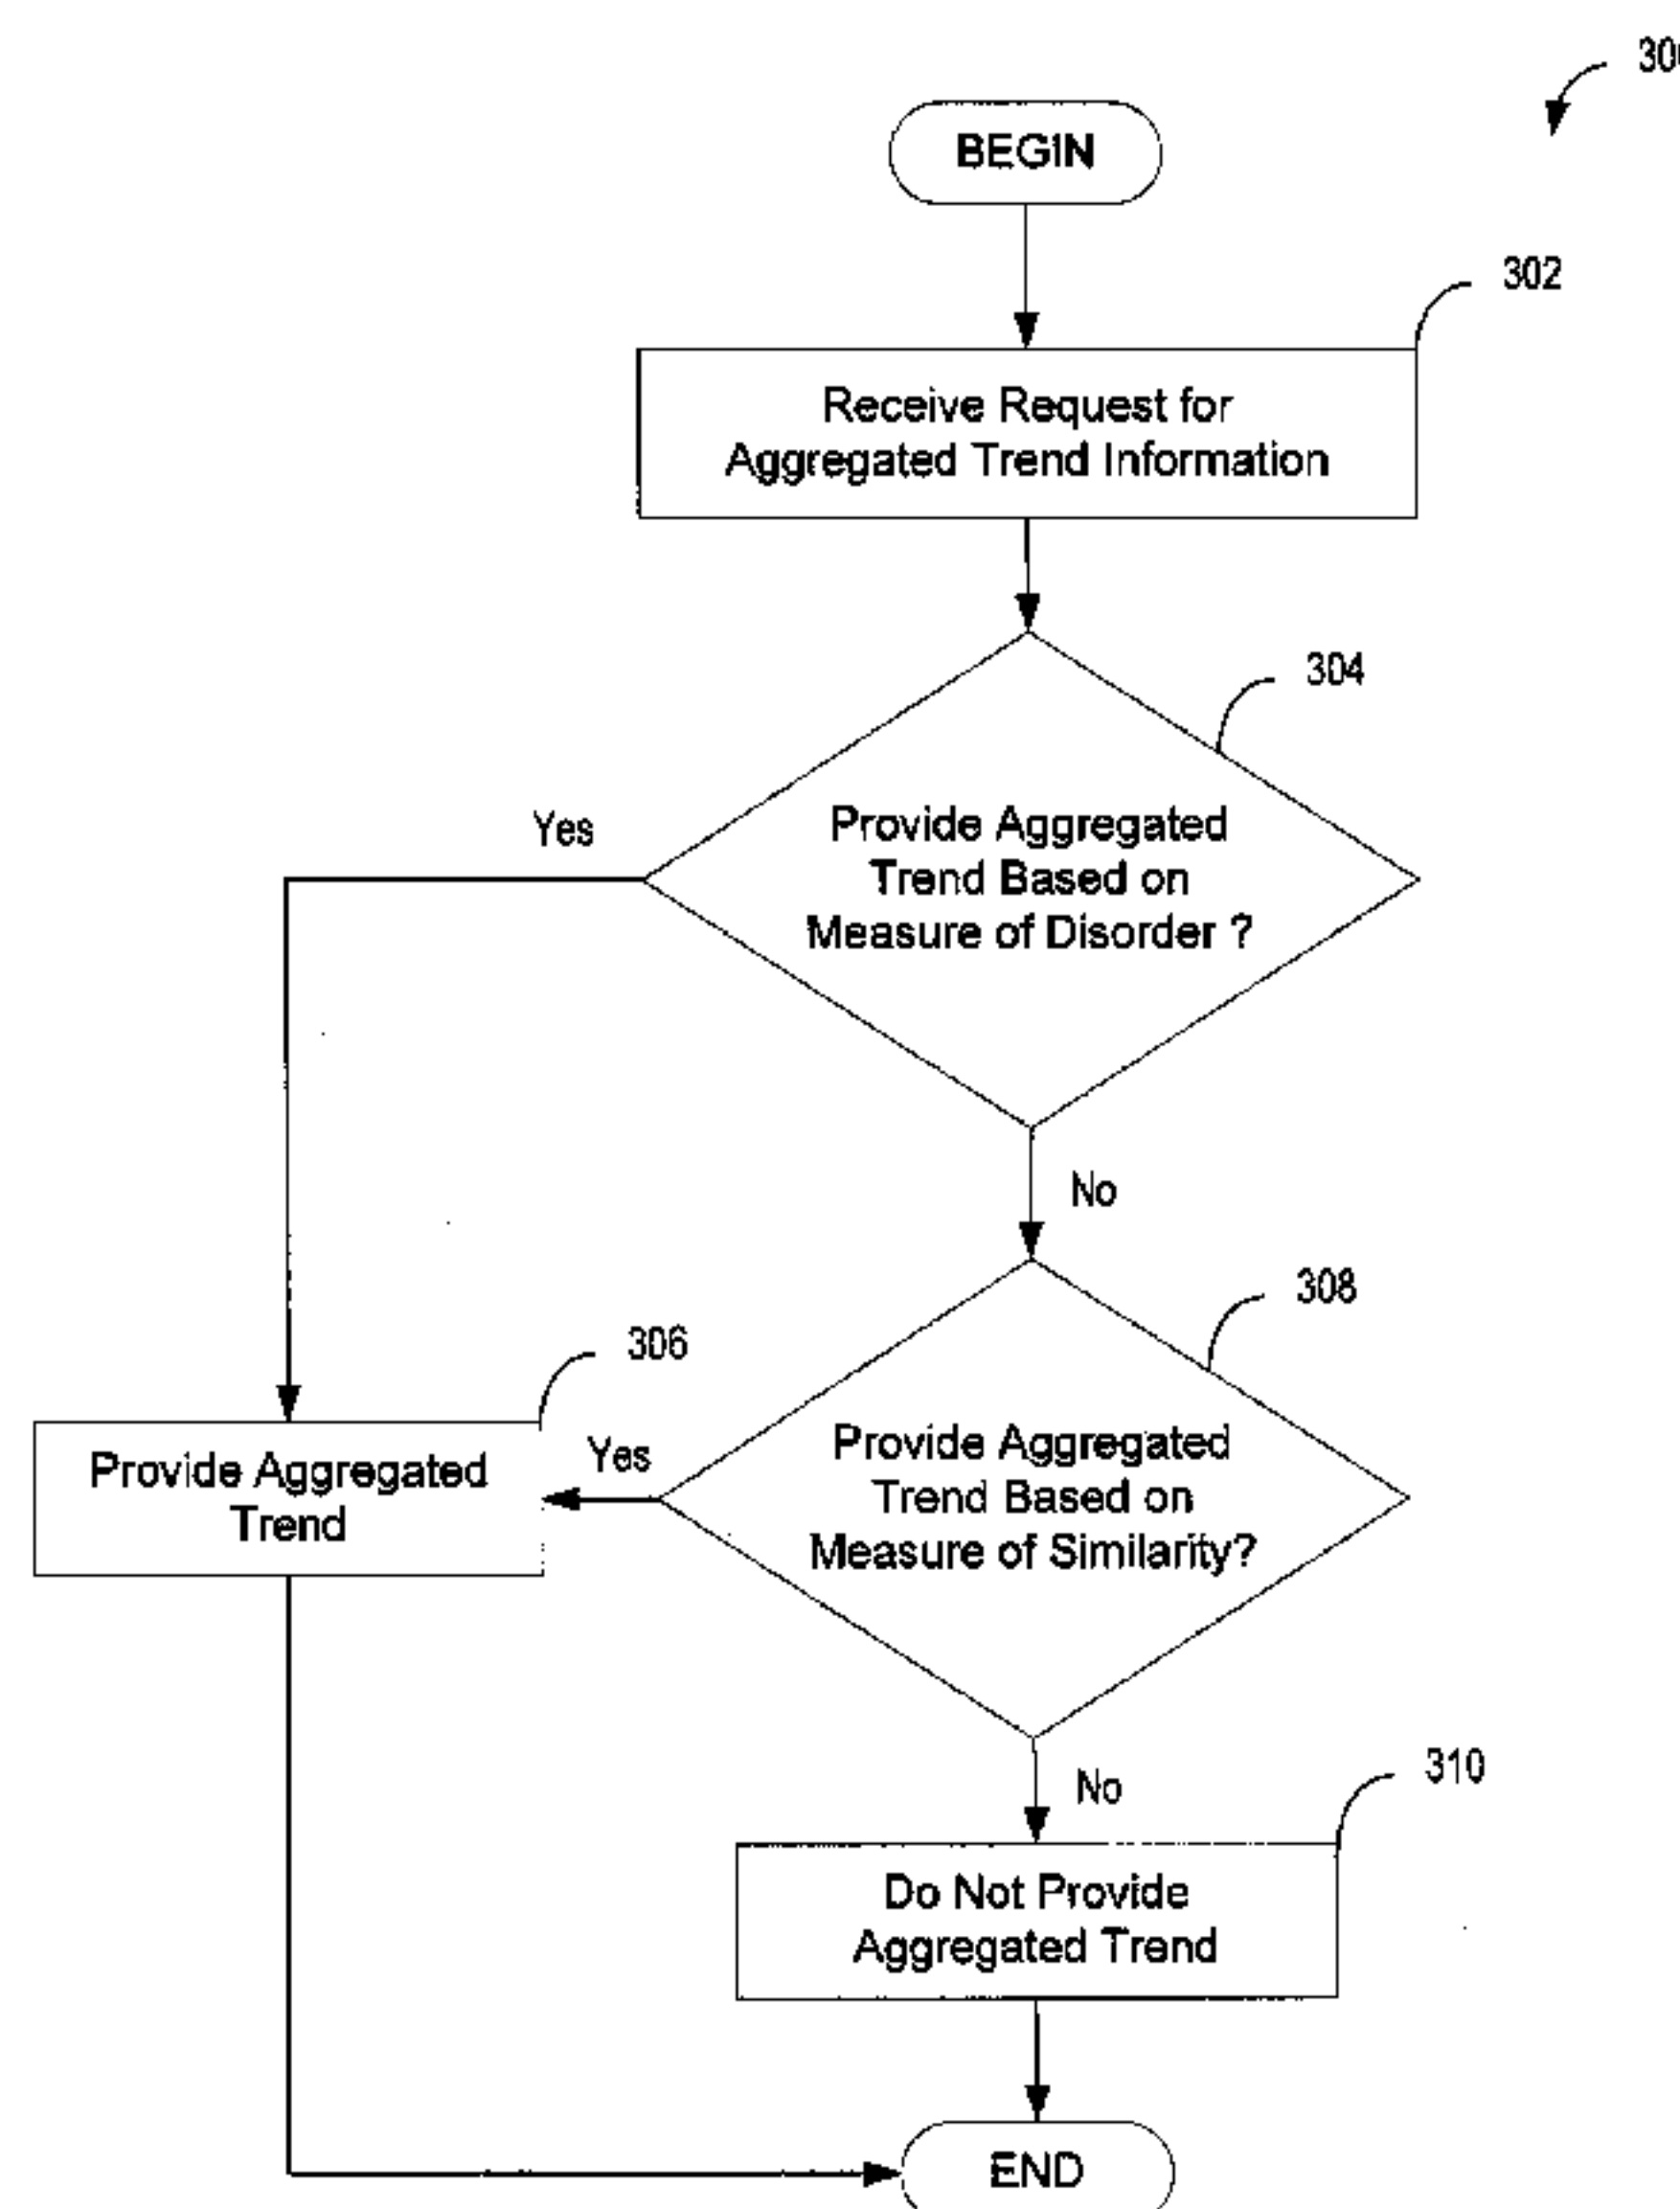 300
BEGIN
302
Receive Request for
Aggregated Trend Information
304
Yes
Provide Aggregated
Trend Based on
Measure of Disorder ?
No
308
306
Provide Aggregated
Trend
Yes
Provide Aggregated
Trend Based on
Measure of Similarity?
310
No
Do Not Provide
Aggregated Trend
END